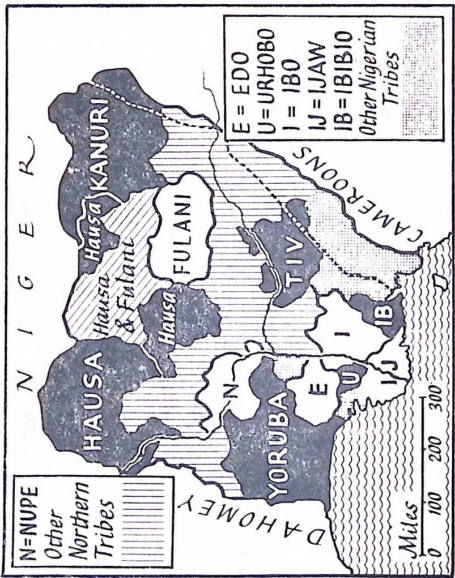 N=NUPE
Other
Northern
Tribes
N I G E R
HAUSA
Hausa
& Fulani
Hausa
KANURI
Hausa
FULANI
N
TIV
YORUBA
E
I
U
IB
IJ
DAHOMEY
CAMEROONS
E = EDO
U = URHOBO
I = IBO
IJ = IJAW
IB = IBIBIO
Other Nigerian
Tribes
Miles
0 100 200 300